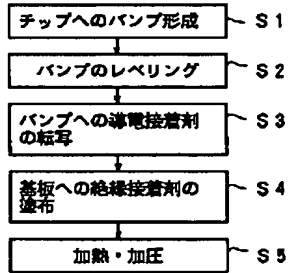 チップへのバンプ形成 S1
バンプのレベリング S2
バンプへの導電接着剤
の転写 S3
基板への絶縁接着剤の
塗布 S4
加熱・加圧 S5